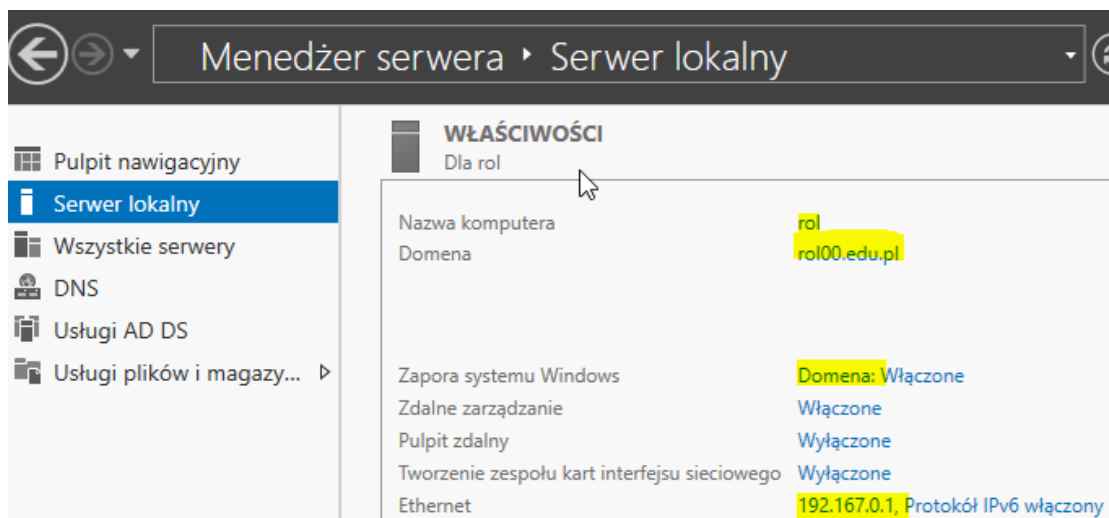 Menedżer serwera ‣ Serwer lokalny
Pulpit nawigacyjny
Serwer lokalny
Wszystkie serwery
DNS
Usługi AD DS
Usługi plików i magazy...
WŁAŚCIWOŚCI
Dla rol
Nazwa komputera rol
Domena rol00.edu.pl
Zapora systemu Windows Domena: Włączone
Zdalne zarządzanie Włączone
Pulpit zdalny Wyłączone
Tworzenie zespołu kart interfejsu sieciowego Wyłączone
Ethernet 192.167.0.1, Protokół IPv6 włączony